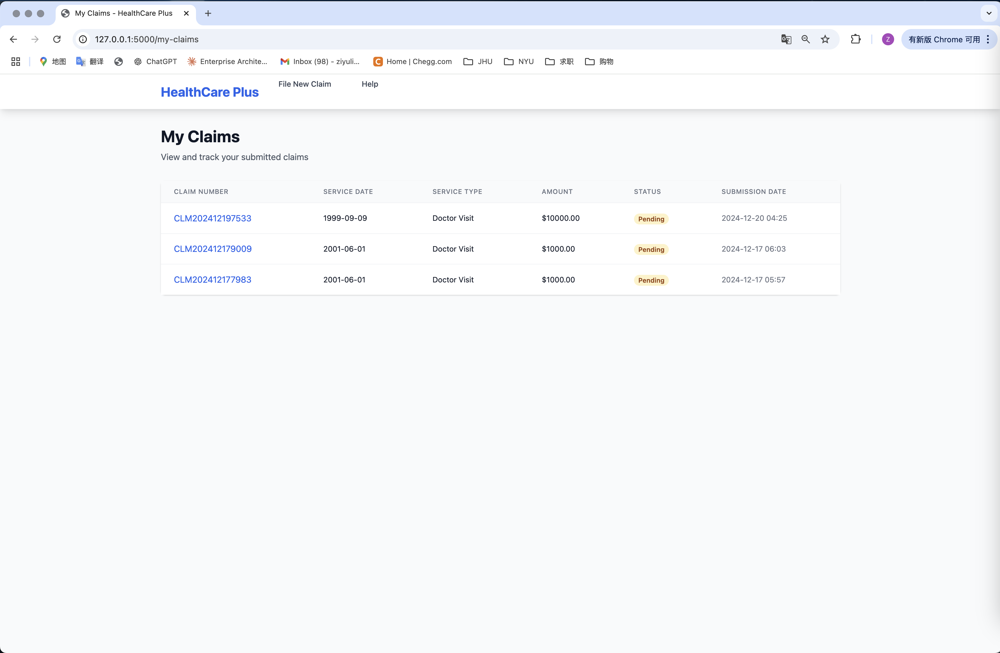 My Claims - HealthCare Plus
127.0.0.1:5000/my-claims
Z
有新版 Chrome 可用
地图
翻译
ChatGPT
Enterprise Archite...
Inbox (98) - ziyuli...
Home | Chegg.com
JHU
NYU
求职
购物
HealthCare Plus
File New Claim
Help
My Claims
View and track your submitted claims
CLAIM NUMBER SERVICE DATE SERVICE TYPE AMOUNT STATUS SUBMISSION DATE
CLM202412197533 1999-09-09 Doctor Visit $10000.00 Pending 2024-12-20 04:25
CLM202412179009 2001-06-01 Doctor Visit $1000.00 Pending 2024-12-17 06:03
CLM202412177983 2001-06-01 Doctor Visit $1000.00 Pending 2024-12-17 05:57